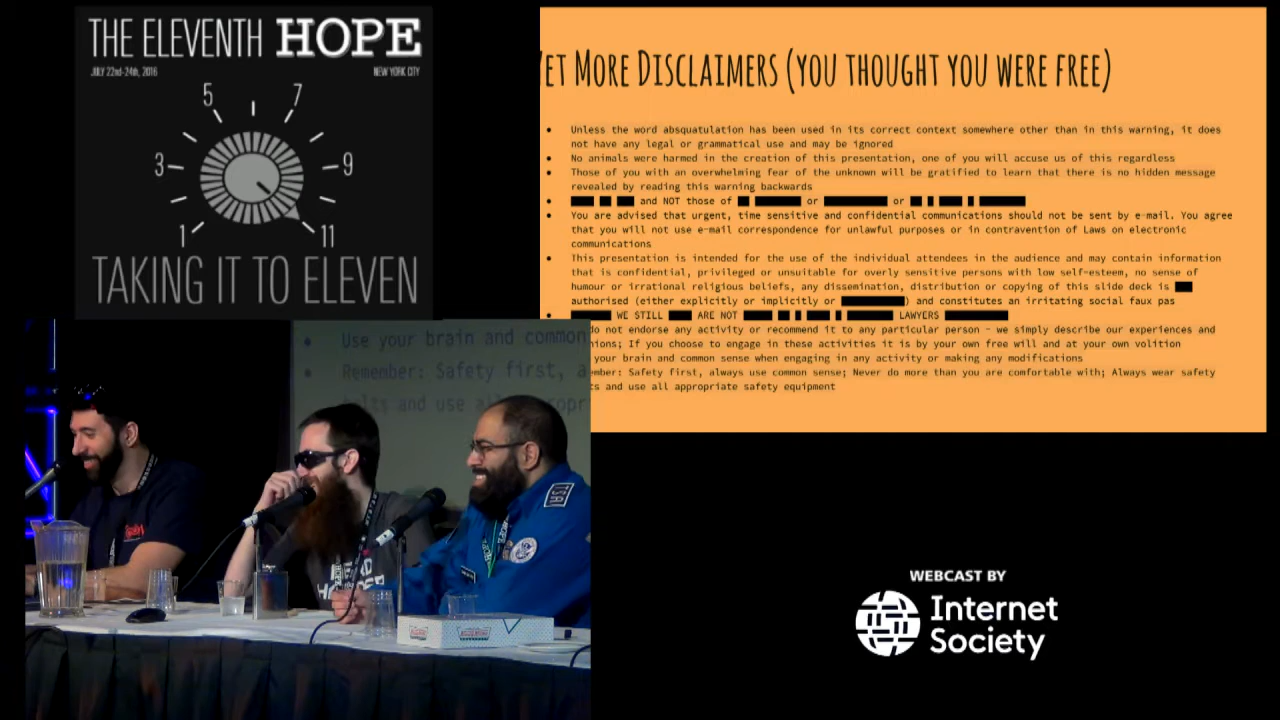 THE ELEVENTH HOPE
JULY 22nd-24th, 2016 NEW YORK CITY
5 7
3 9
1 11
TAKING IT TO ELEVEN
YET MORE DISCLAIMERS (YOU THOUGHT YOU WERE FREE)
Unless the word absquatulation has been used in its correct context somewhere other than in this warning, it does
not have any legal or grammatical use and may be ignored
No animals were harmed in the creation of this presentation, one of you will accuse us of this regardless
Those of you with an overwhelming fear of the unknown will be gratified to learn that there is no hidden message
revealed by reading this warning backwards
and NOT those of or or
You are advised that urgent, time sensitive and confidential communications should not be sent by e-mail. You agree
that you will not use e-mail correspondence for unlawful purposes or in contravention of Laws on electronic
communications
This presentation is intended for the use of the individual attendees in the audience and may contain information
that is confidential, privileged or unsuitable for overly sensitive persons with low self-esteem, no sense of
humour or irrational religious beliefs, any dissemination, distribution or copying of this slide deck is
authorised (either explicitly or implicitly or ) and constitutes an irritating social faux pas
WE STILL ARE NOT LAWYERS
do not endorse any activity or recommend it to any particular person - we simply describe our experiences and
nions; If you choose to engage in these activities it is by your own free will and at your own volition
your brain and common sense when engaging in any activity or making any modifications
ember: Safety first, always use common sense; Never do more than you are comfortable with; Always wear safety
ts and use all appropriate safety equipment
Use your brain and common
Remember: Safety first, a
belts and use all appropr
TSA
WEBCAST BY
Internet
Society